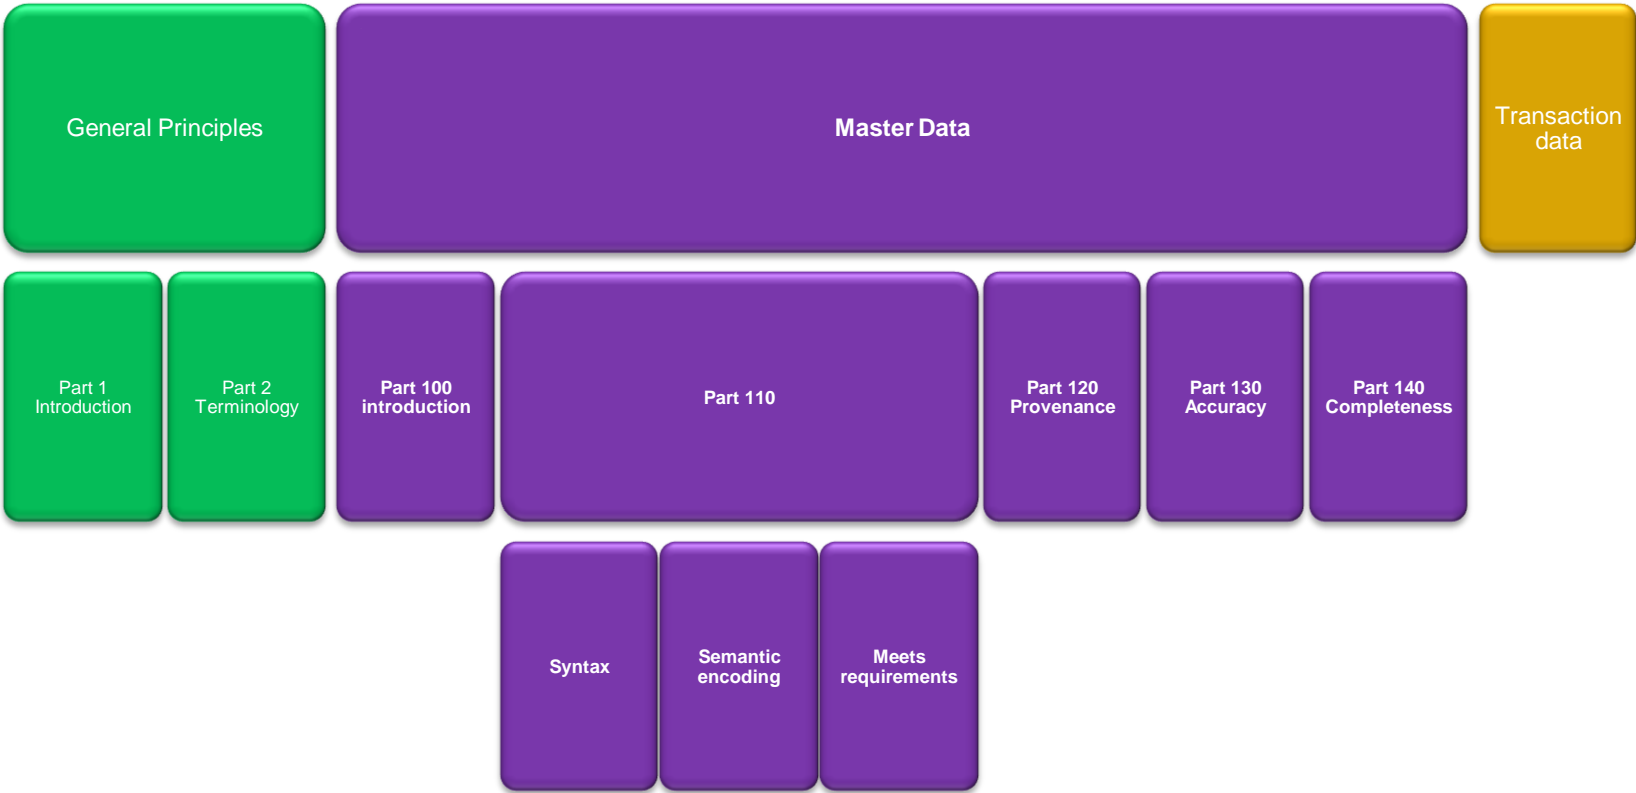 General Principles
Master Data
Transaction
data
Part 1
Introduction
Part 2
Terminology
Part 100
introduction
Part 110
Part 120
Provenance
Part 130
Accuracy
Part 140
Completeness
Syntax
Semantic
encoding
Meets
requirements